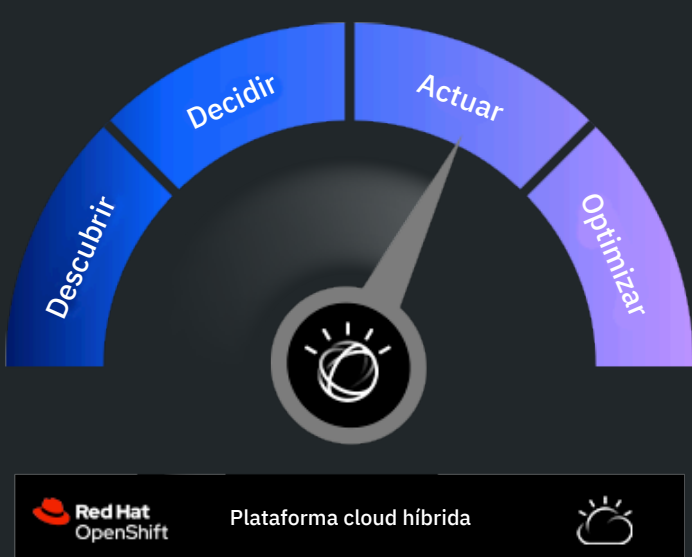 Descubrir
Decidir
Actuar
Optimizar
Red Hat
OpenShift
Plataforma cloud híbrida